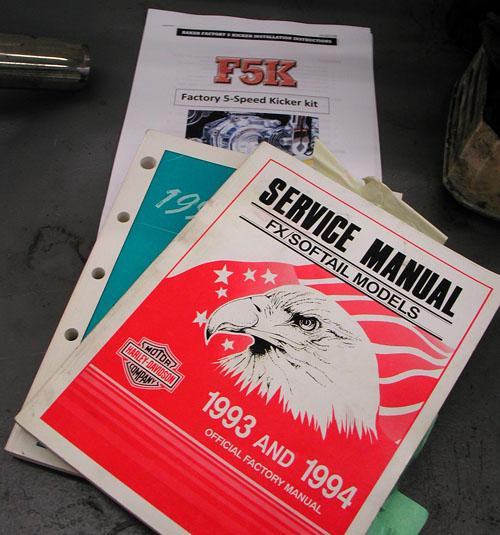 BAKER FACTORY 5 KICKER INSTALLATION INSTRUCTIONS
F5K
Factory 5-Speed Kicker kit
SERVICE MANUAL
FX/SOFTAIL MODELS
MOTOR
HARLEY-DAVIDSON
COMPANY
1993 AND 1994
OFFICIAL FACTORY MANUAL